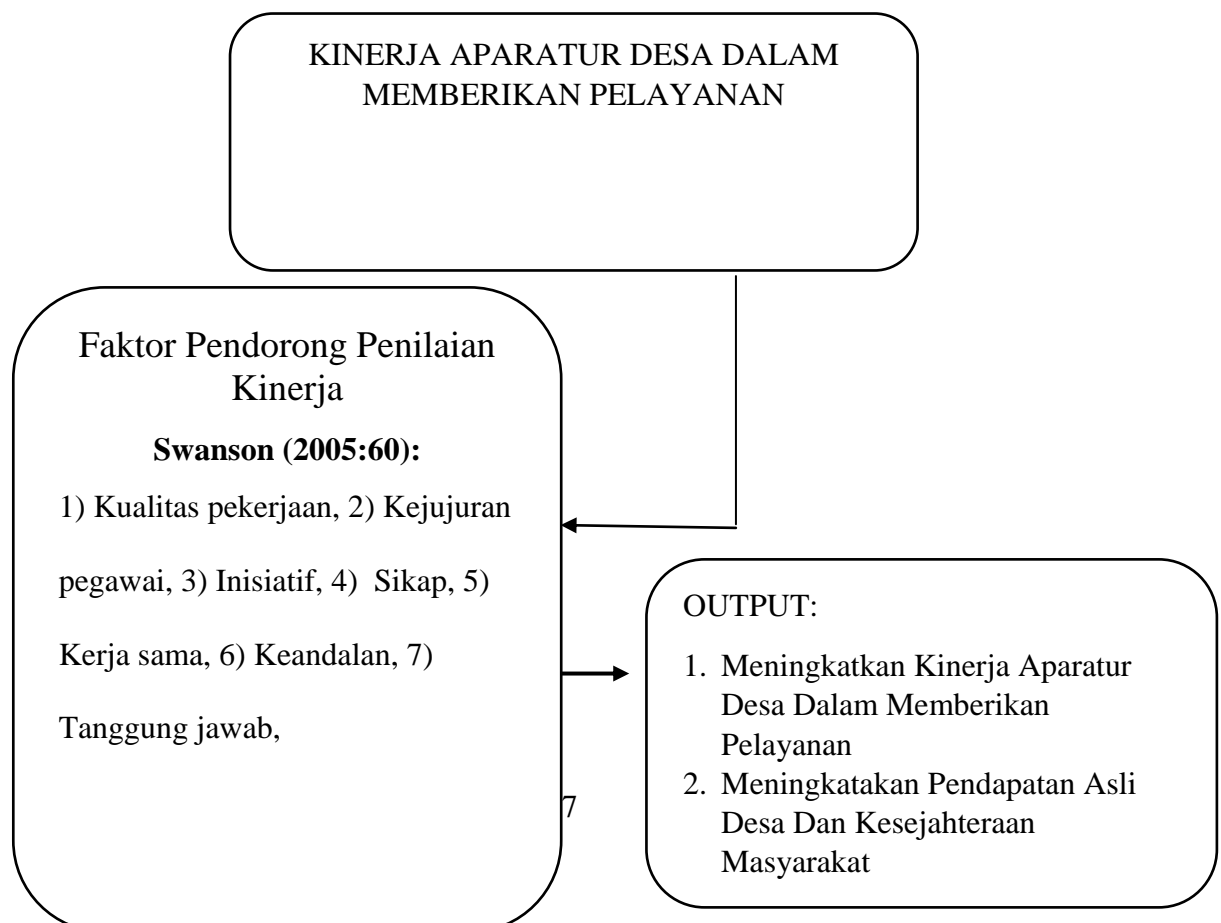 KINERJA APARATUR DESA DALAM
MEMBERIKAN PELAYANAN
Faktor Pendorong Penilaian
Kinerja
Swanson (2005:60):
1) Kualitas pekerjaan, 2) Kejujuran
pegawai, 3) Inisiatif, 4) Sikap, 5)
Kerja sama, 6) Keandalan, 7)
Tanggung jawab,
OUTPUT:
1. Meningkatkan Kinerja Aparatur
Desa Dalam Memberikan
Pelayanan
2. Meningkatakan Pendapatan Asli
Desa Dan Kesejahteraan
Masyarakat
7